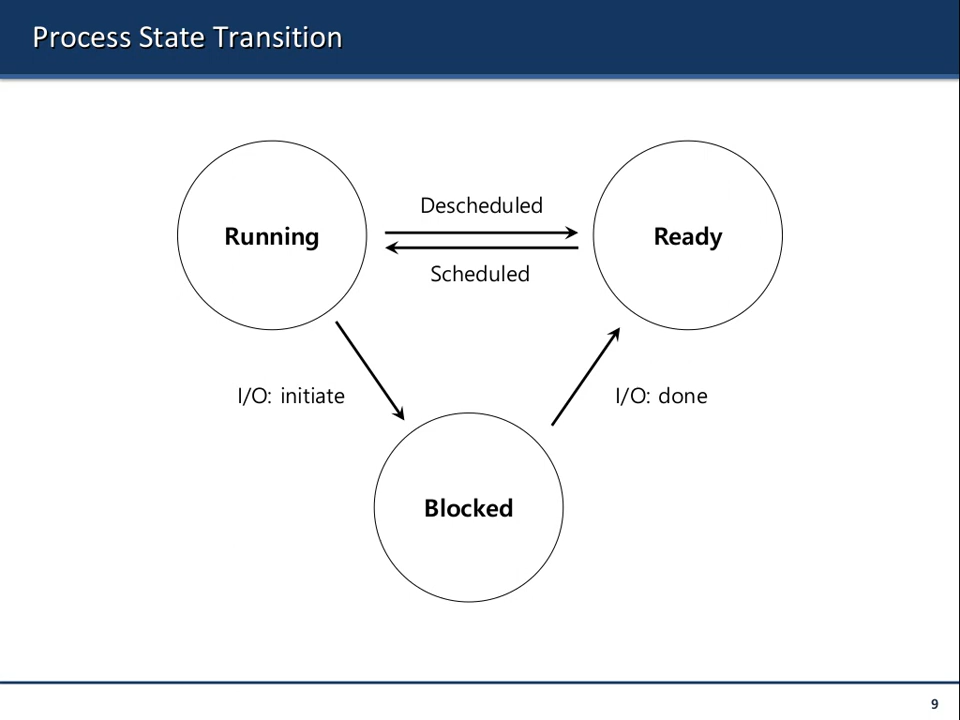 Process State Transition
Descheduled
Running
Ready
Scheduled
I/O: initiate
I/O: done
Blocked
9